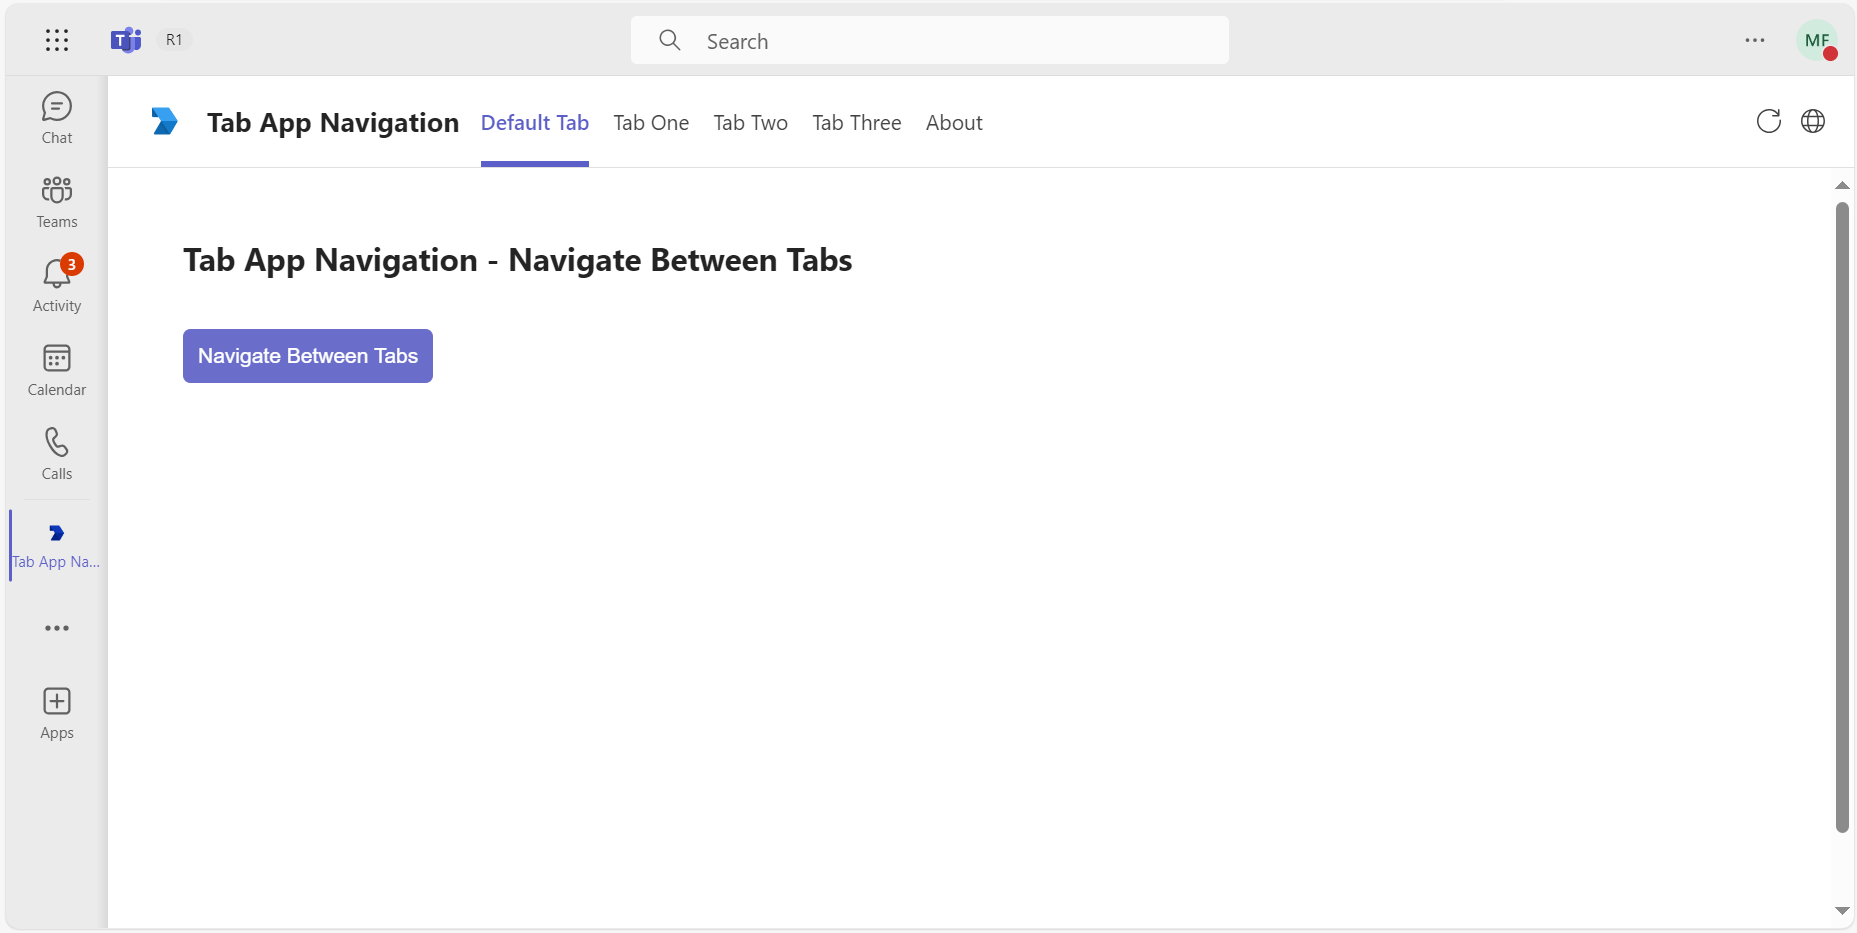 R1
Search
MF
Tab App Navigation
Default Tab
Tab One
Tab Two
Tab Three
About
Chat
Teams
3
Activity
Calendar
Calls
Tab App Na...
Apps
Tab App Navigation - Navigate Between Tabs
Navigate Between Tabs